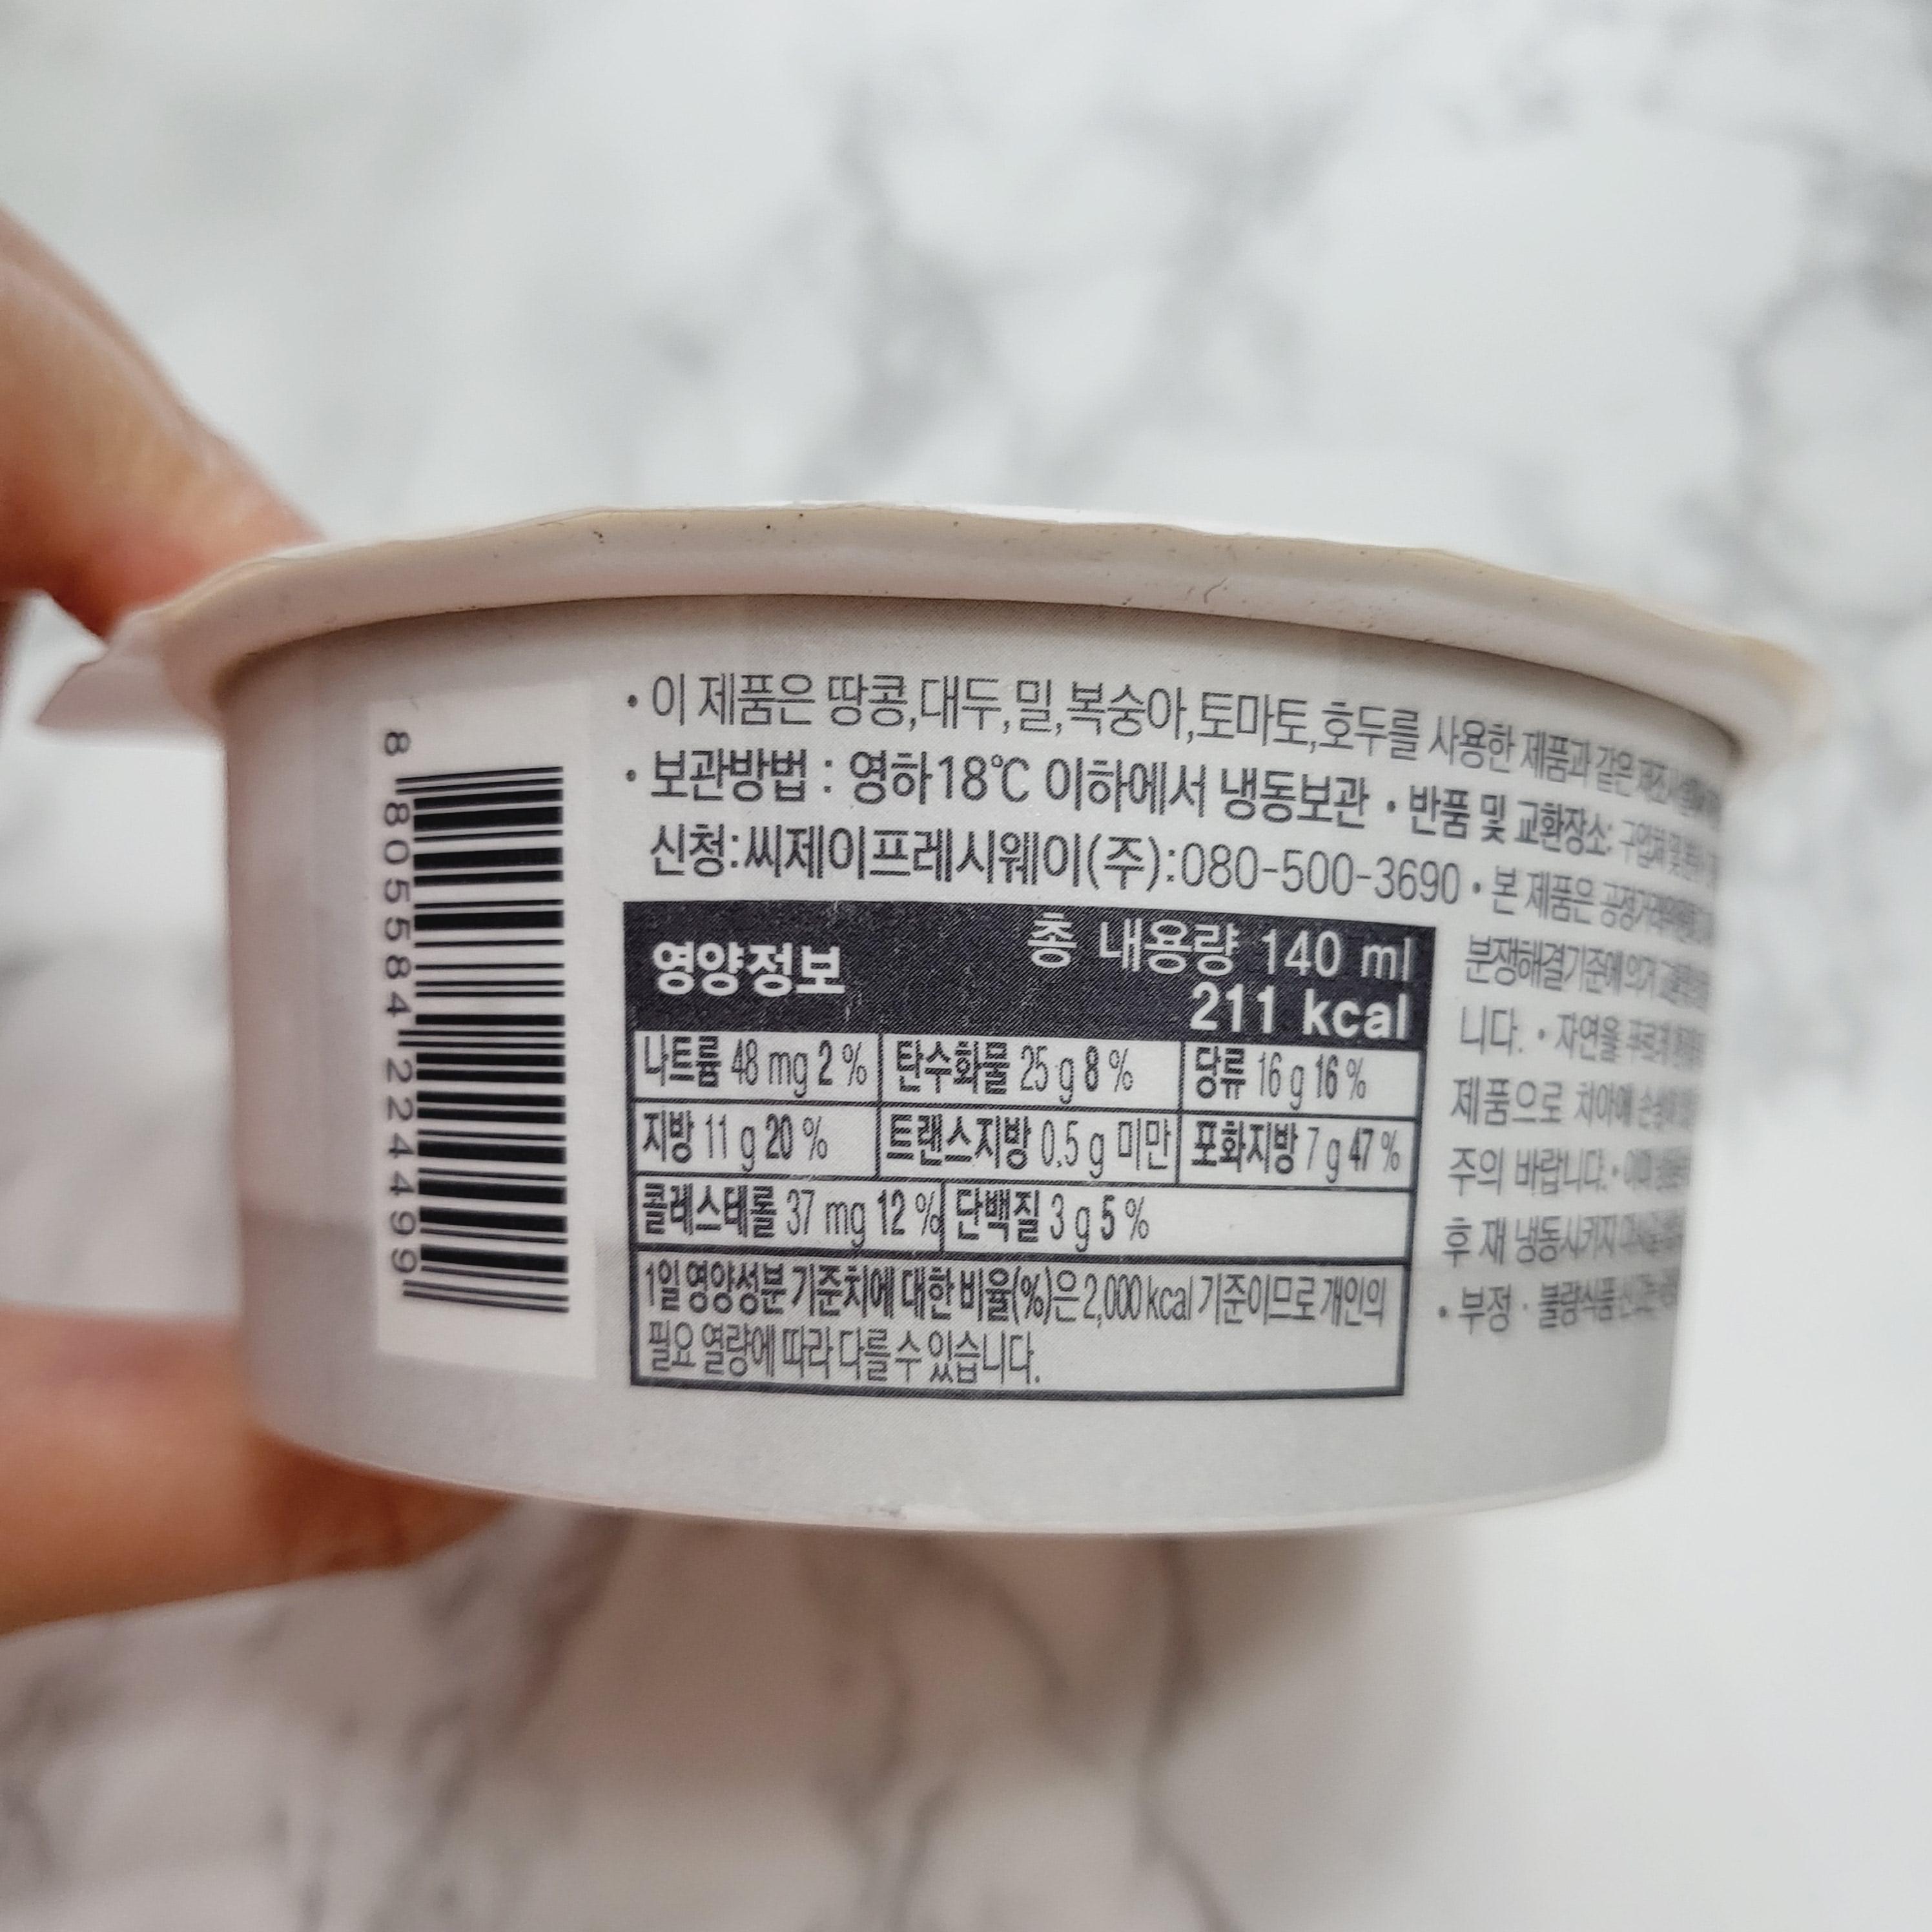 8 805584 224499
• 이 제품은 땅콩,대두,밀,복숭아,토마토,호두를 사용한 제품과 같은
• 보관방법 : 영하18℃ 이하에서 냉동보관 • 반품 및 교환장소:
신청:씨제이프레시웨이(주):080-500-3690 • 본 제품은
분쟁해결기준에 의거
니다. • 자연을
제품으로 치아에
주의 바랍니다. •
후 재 냉동시키지
• 부정 · 불량식품
영양정보 총 내용량 140 ml
211 kcal
나트륨 48 mg 2 % 탄수화물 25 g 8 % 당류 16 g 16 %
지방 11 g 20 % 트랜스지방 0.5 g 미만 포화지방 7 g 47 %
콜레스테롤 37 mg 12 % 단백질 3 g 5 %
1일 영양성분 기준치에 대한 비율(%)은 2,000 kcal 기준이므로 개인의
필요 열량에 따라 다를 수 있습니다.